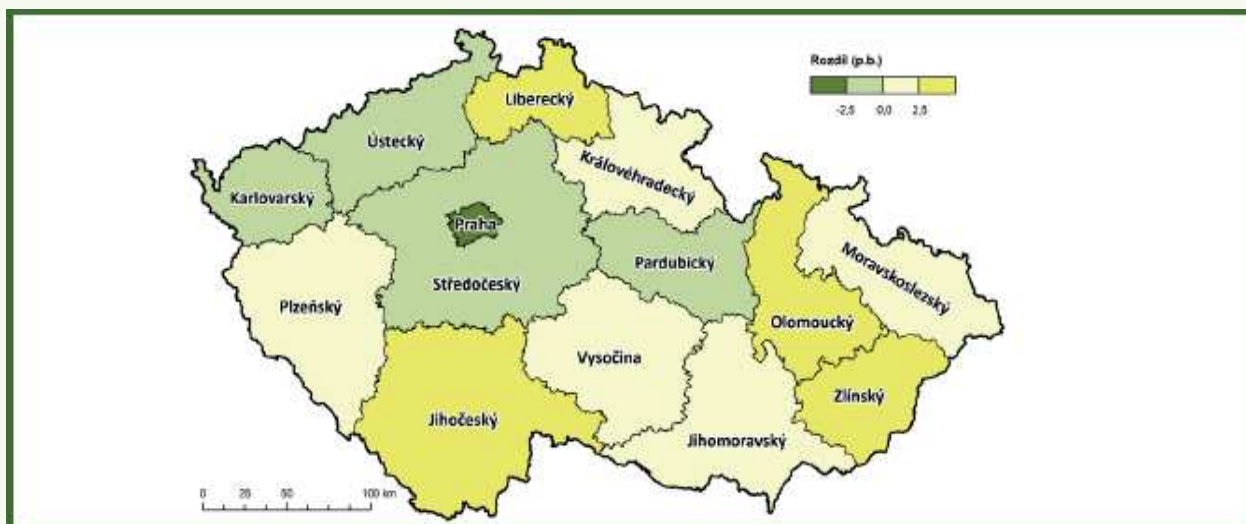 Rozdíl (p.b.)
-2,5 0,0 2,5
Liberecký
Ústecký
Královéhradecký
Karlovarský
Praha
Středočeský
Pardubický
Moravskoslezský
Plzeňský
Olomoucký
Vysočina
Zlínský
Jihočeský
Jihomoravský
0 25 50 100 km